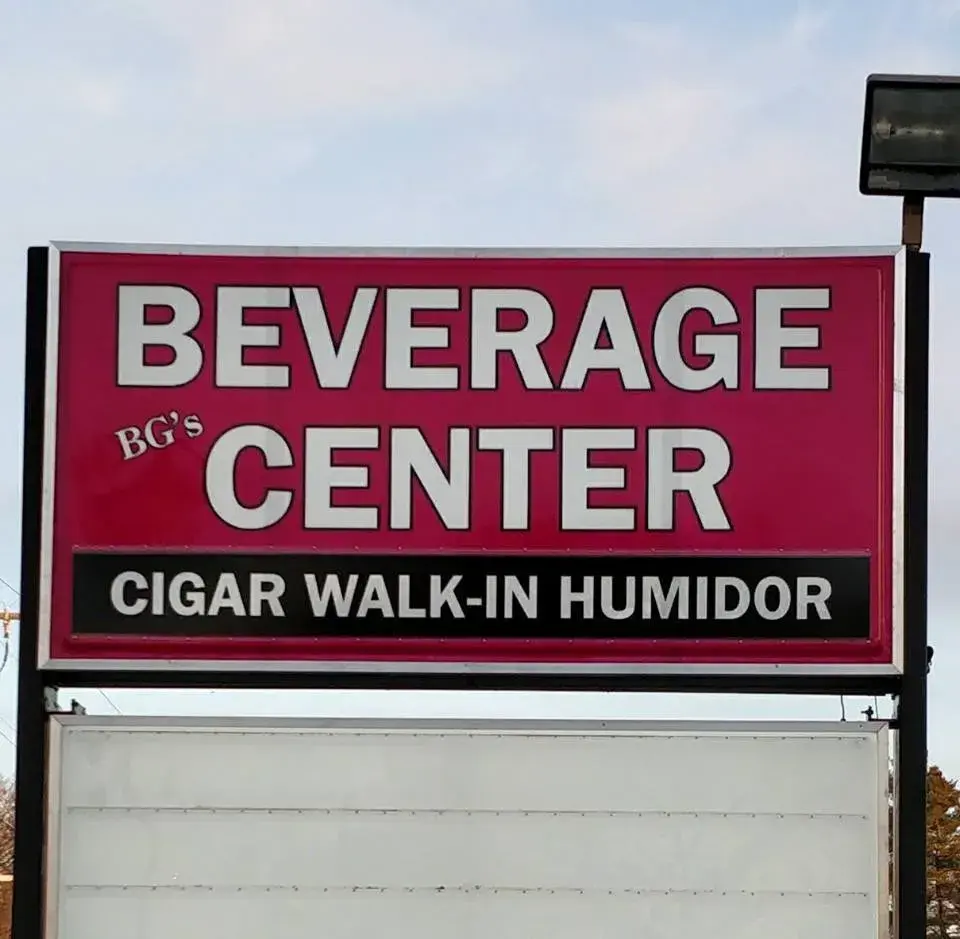 BEVERAGE
BG's
CENTER
CIGAR WALK-IN HUMIDOR